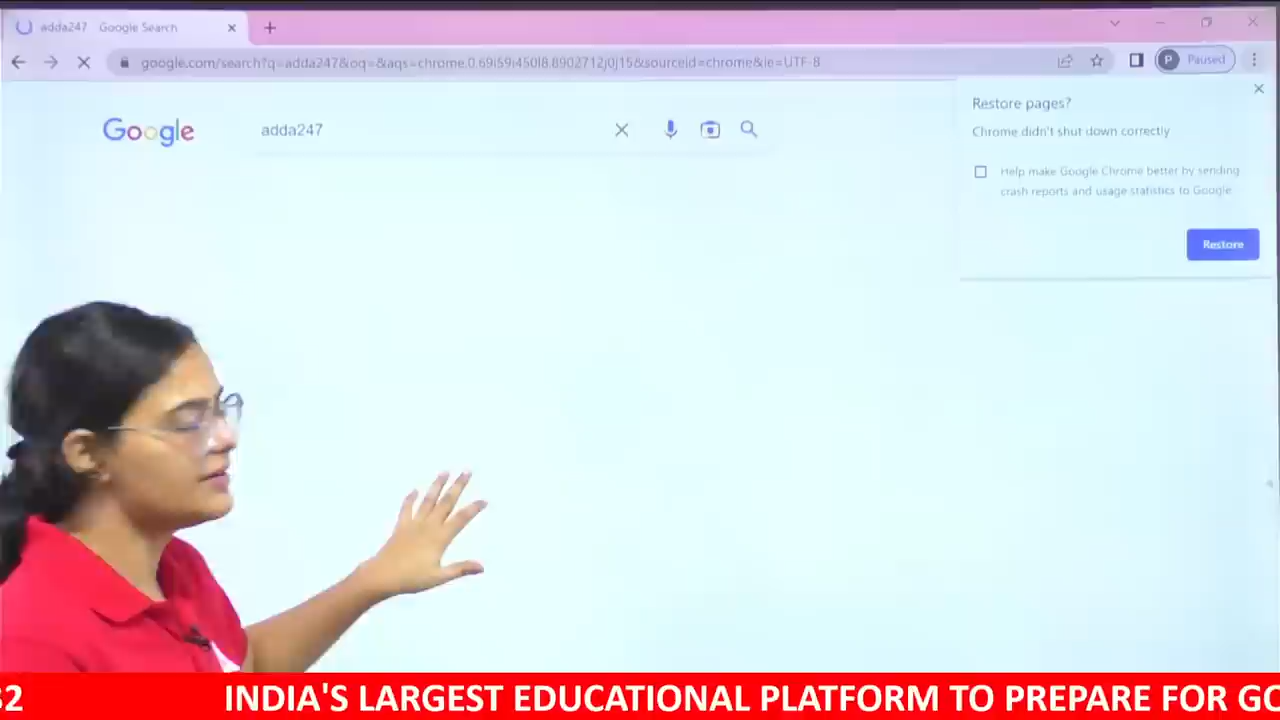 adda247 Google Search
google.com/search?q=adda247&oq=&aqs=chrome.0.69i59i450l8.8902712j0j15&sourceid=chrome&ie=UTF-8
P Paused
Restore pages?
Chrome didn't shut down correctly
Google adda247
Help make Google Chrome better by sending
crash reports and usage statistics to Google
Restore
32 INDIA'S LARGEST EDUCATIONAL PLATFORM TO PREPARE FOR GO